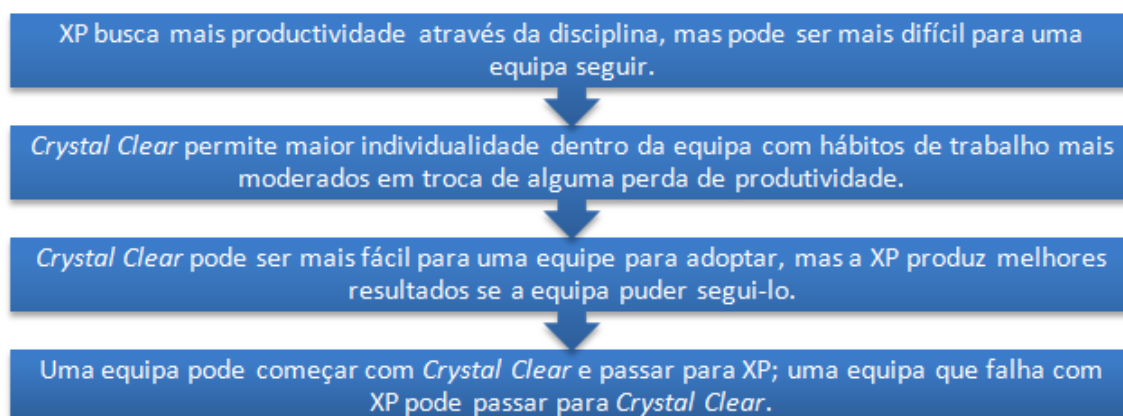 XP busca mais productividade através da disciplina, mas pode ser mais difícil para uma
equipa seguir.
Crystal Clear permite maior individualidade dentro da equipa com hábitos de trabalho mais
moderados em troca de alguma perda de produtividade.
Crystal Clear pode ser mais fácil para uma equipe para adoptar, mas a XP produz melhores
resultados se a equipa puder segui-lo.
Uma equipa pode começar com Crystal Clear e passar para XP; uma equipa que falha com
XP pode passar para Crystal Clear.